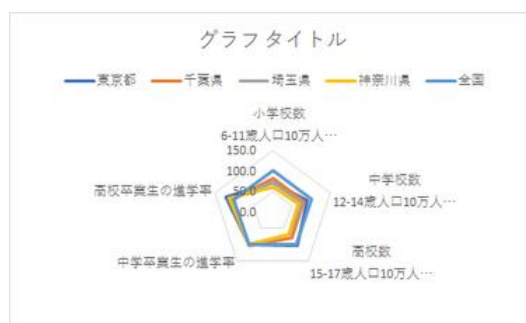 グラフ タイトル
東京都 千葉県 埼玉県 神奈川県 全国
小学校数
6-11歳人口10万人…
150.0
100.0
50.0
0.0
中学校数
12-14歳人口10万人…
高校数
15-17歳人口10万人…
中学卒業生の進学率
高校卒業生の進学率